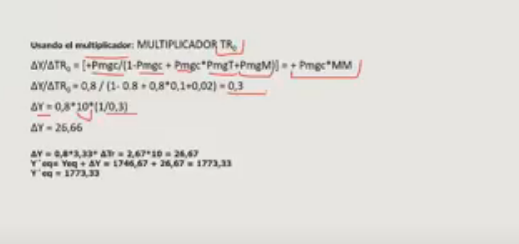 Usando el multiplicador: MULTIPLICADOR TR₀
ΔY/ΔTR₀ = [+Pmgc/(1-Pmgc + Pmgc*PmgT+PmgM)] = + Pmgc*MM
ΔY/ΔTR₀ = 0,8 / (1- 0.8 + 0,8*0,1+0,02) = 0,3
ΔY = 0,8*10*(1/0,3)
ΔY = 26,66
ΔY = 0,8*3,33* ΔTr = 2,67*10 = 26,67
Y´eq= Yeq + ΔY = 1746,67 + 26,67 = 1773,33
Y´eq = 1773,33